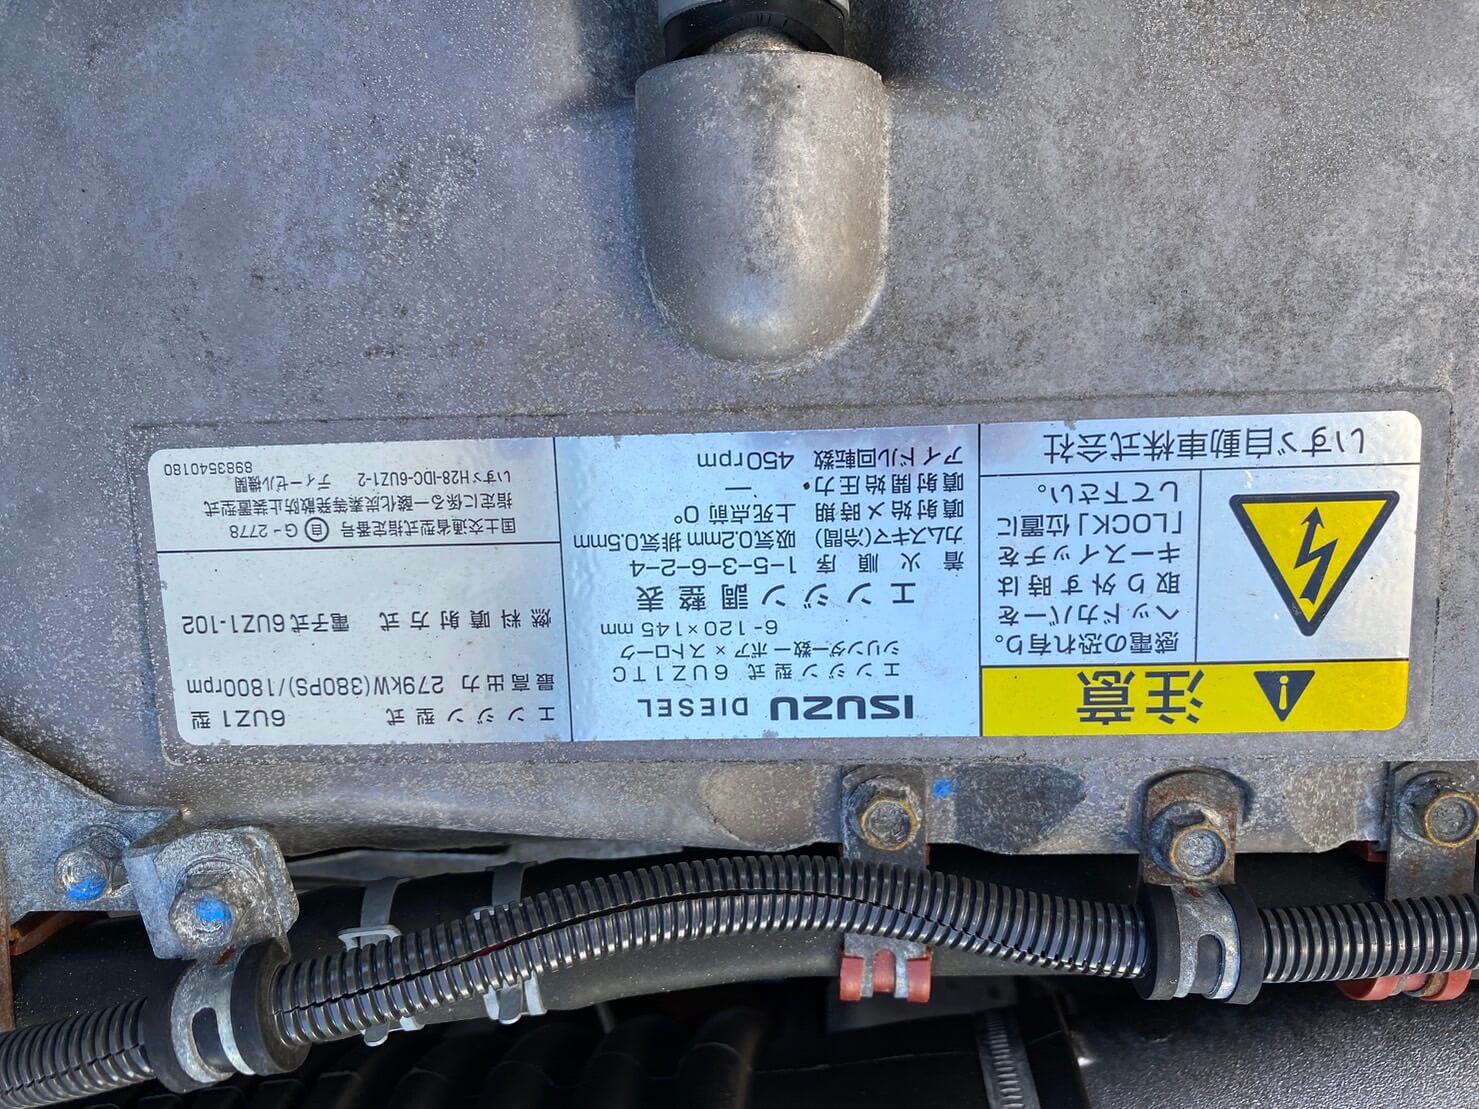 注意
感電の恐れ有り。
ヘッドカバーを
取り外す時は
キースイッチを
「LOCK」位置に
して下さい。
いすゞ自動車株式会社
ISUZU DIESEL
エンジン型式 6UZ1TC
シリンダー数−ボア×ストローク
6-120×145mm
エンジン調整表
着火順序 1-5-3-6-2-4
カムスキマ(冷間) 吸気0.2mm 排気0.5mm
噴射始メ時期 上死点前0°
噴射開始圧力 —
アイドル回転数 450rpm
エンジン型式 6UZ1型
最高出力 279kW(380PS)/1800rpm
燃料噴射方式 電子式6UZ1-102
国土交通省型式指定番号 自 G-2778
指定に係る一酸化炭素等発散防止装置型式
いすゞH28-IDC-6UZ1-2 ディーゼル機関
8983540180